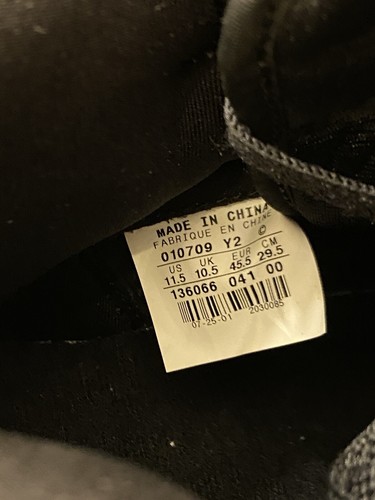 MADE IN CHINA
FABRIQUE EN CHINE
010709 Y2 ©
US UK EUR CM
11.5 10.5 45.5 29.5
136066 041 00
07-25-01 2030085